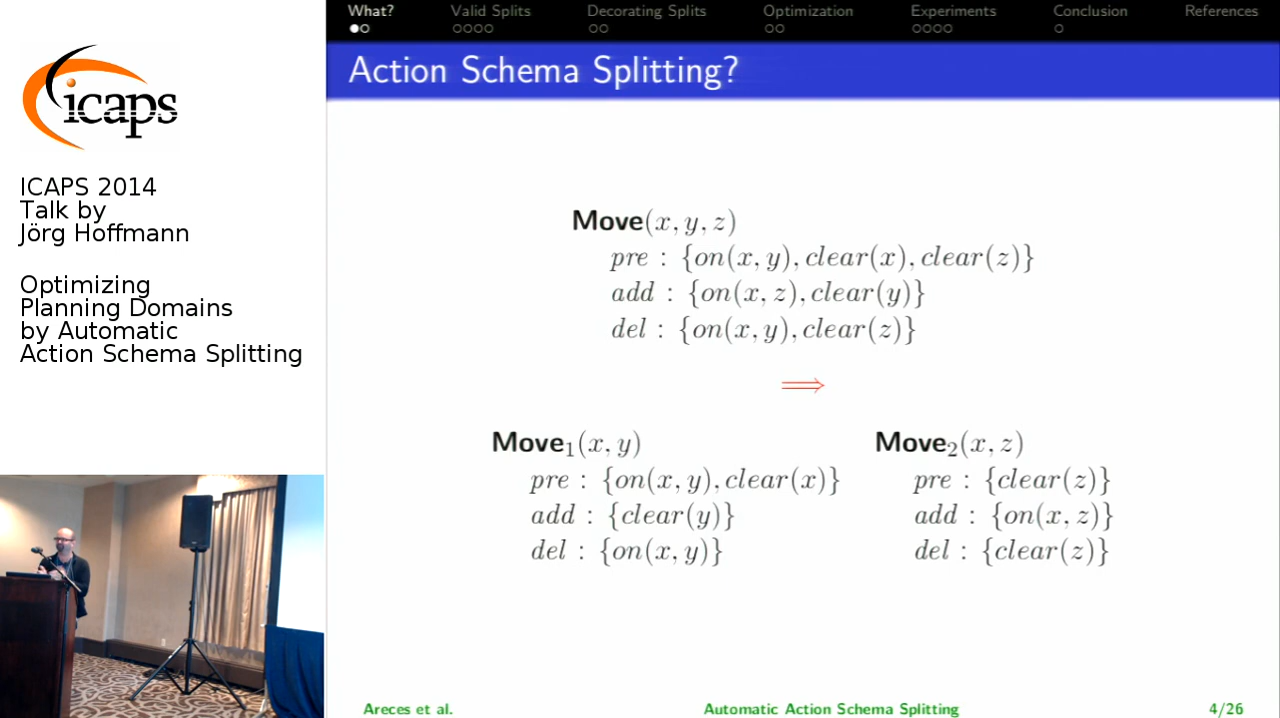 icaps
ICAPS 2014
Talk by
Jörg Hoffmann
Optimizing
Planning Domains
by Automatic
Action Schema Splitting
What? Valid Splits Decorating Splits Optimization Experiments Conclusion References
Action Schema Splitting?
Move(x, y, z)
pre : {on(x, y), clear(x), clear(z)}
add : {on(x, z), clear(y)}
del : {on(x, y), clear(z)}
⟹
Move₁(x, y)
pre : {on(x, y), clear(x)}
add : {clear(y)}
del : {on(x, y)}
Move₂(x, z)
pre : {clear(z)}
add : {on(x, z)}
del : {clear(z)}
Areces et al. Automatic Action Schema Splitting 4/26